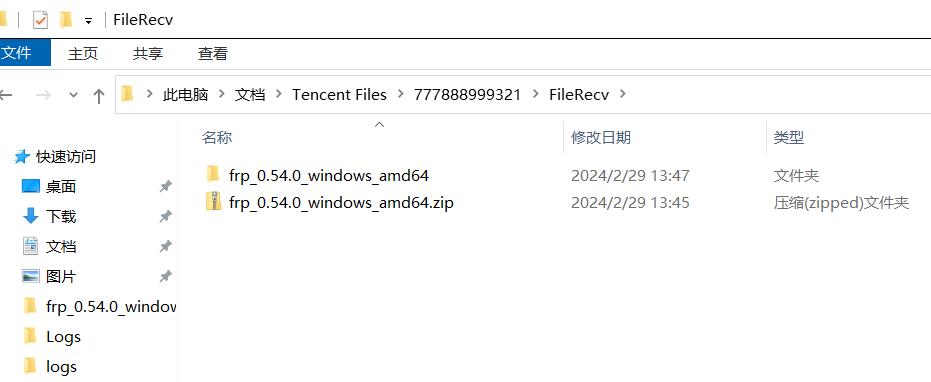 FileRecv
文件 主页 共享 查看
此电脑 文档 Tencent Files 777888999321 FileRecv
名称 修改日期 类型
快速访问
桌面
下载
文档
图片
frp_0.54.0_window
Logs
logs
frp_0.54.0_windows_amd64 2024/2/29 13:47 文件夹
frp_0.54.0_windows_amd64.zip 2024/2/29 13:45 压缩(zipped)文件夹